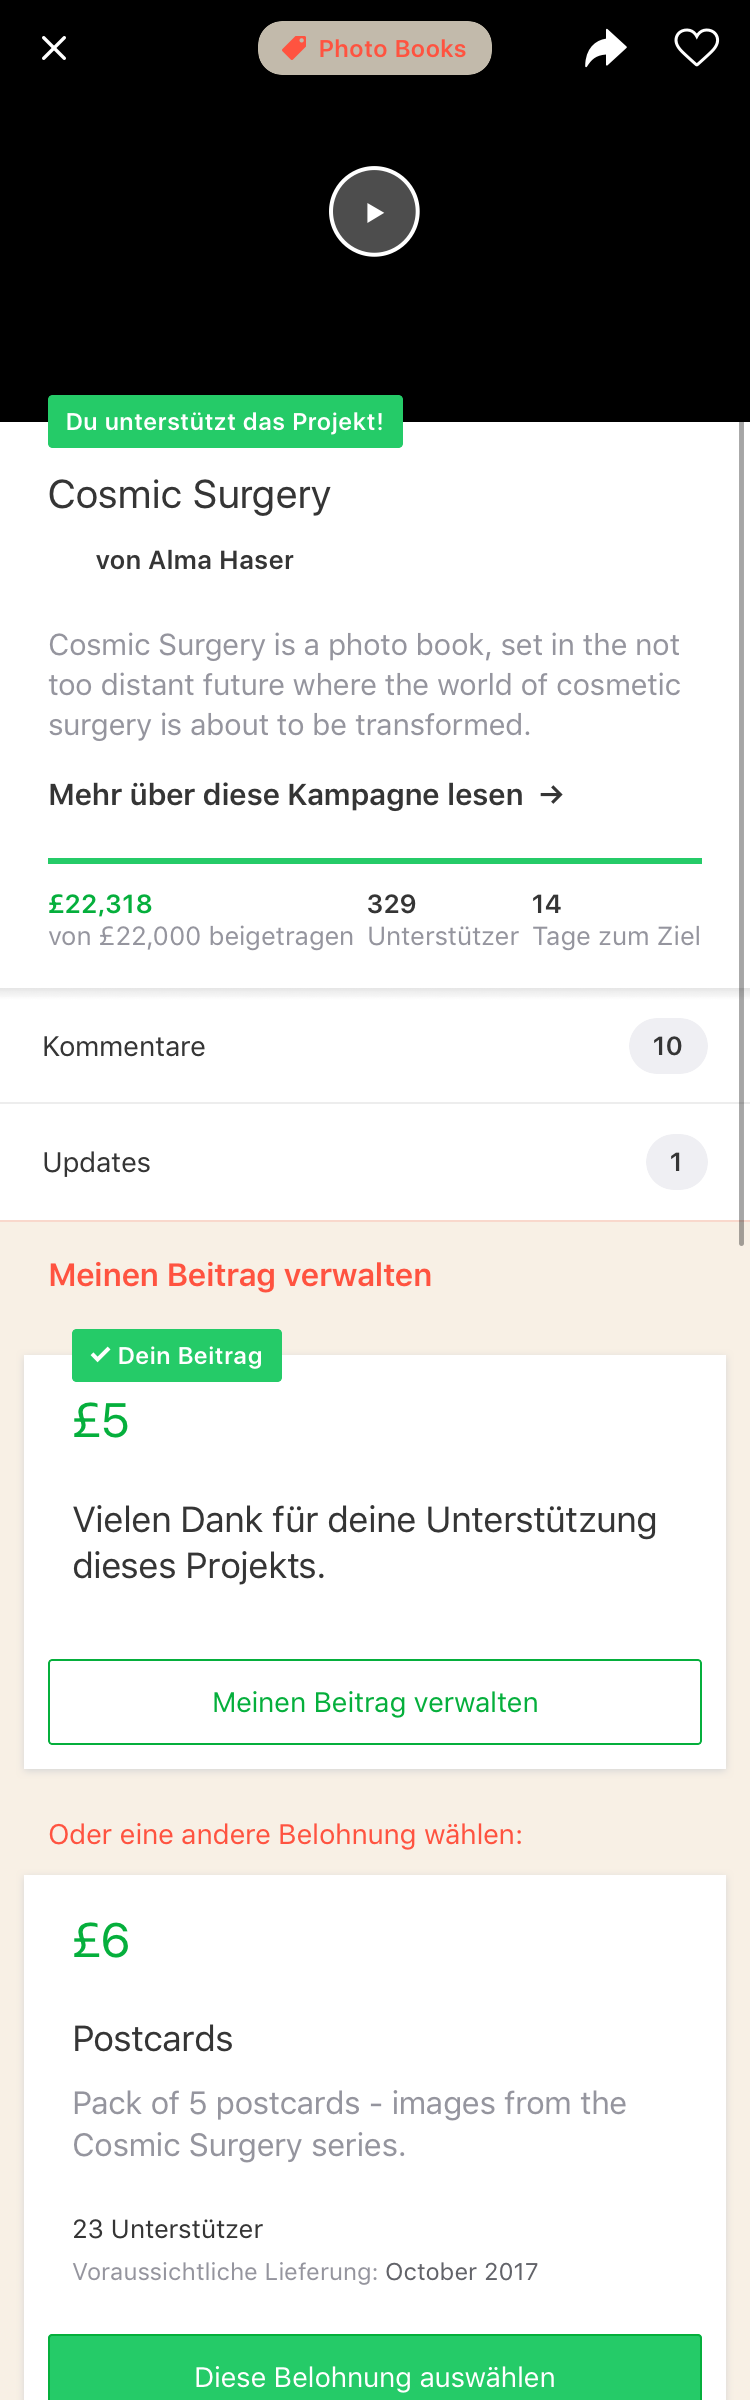 Photo Books
Du unterstützt das Projekt!
Cosmic Surgery
von Alma Haser
Cosmic Surgery is a photo book, set in the not
too distant future where the world of cosmetic
surgery is about to be transformed.
Mehr über diese Kampagne lesen →
£22,318
von £22,000 beigetragen
329
Unterstützer
14
Tage zum Ziel
Kommentare
10
Updates
1
Meinen Beitrag verwalten
Dein Beitrag
£5
Vielen Dank für deine Unterstützung
dieses Projekts.
Meinen Beitrag verwalten
Oder eine andere Belohnung wählen:
£6
Postcards
Pack of 5 postcards - images from the
Cosmic Surgery series.
23 Unterstützer
Voraussichtliche Lieferung: October 2017
Diese Belohnung auswählen